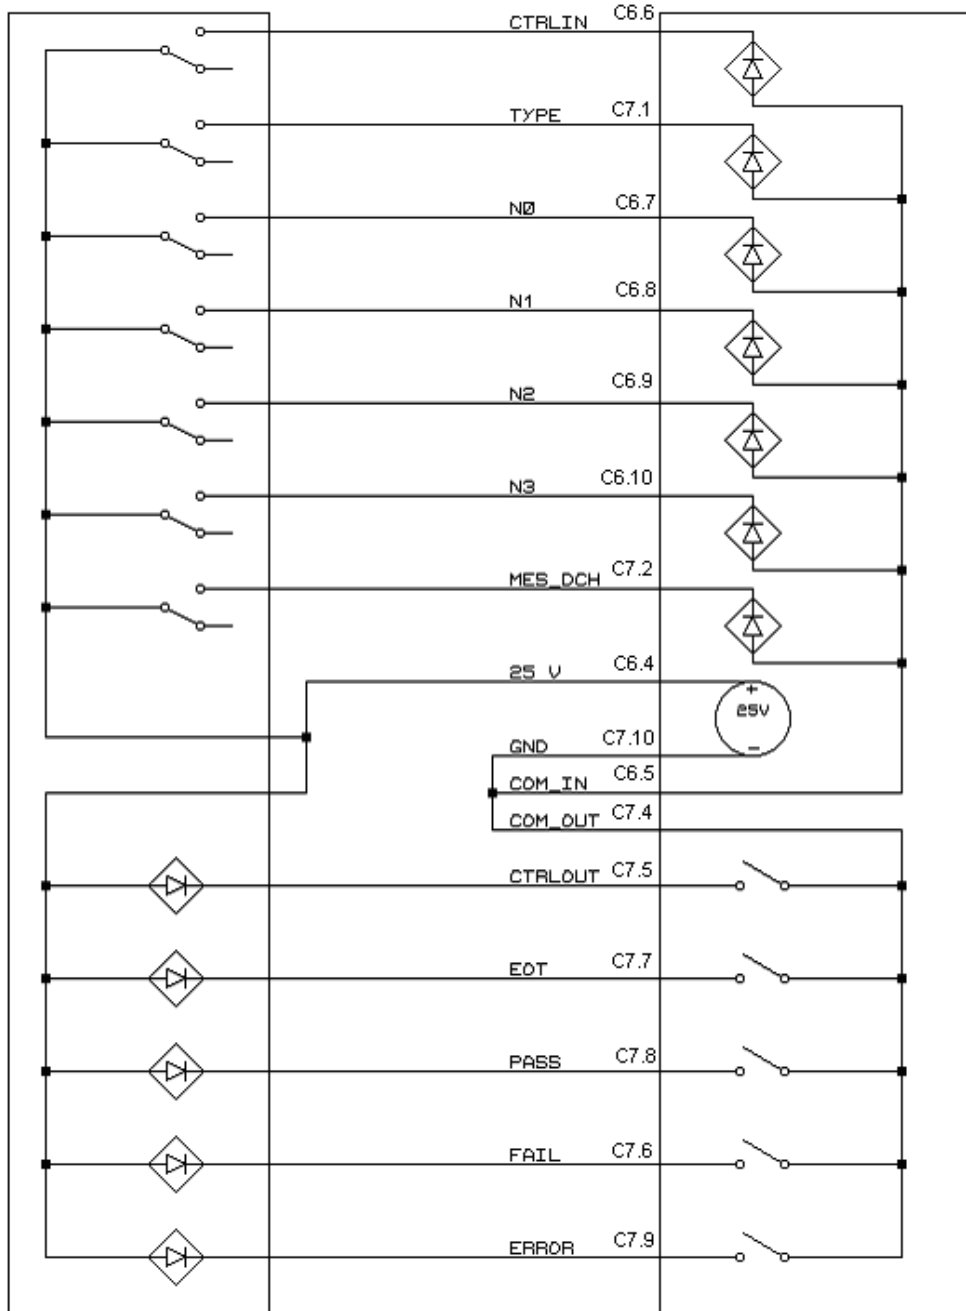 CTRLIN C6.6
TYPE C7.1
NØ C6.7
N1 C6.8
N2 C6.9
N3 C6.10
MES_DCH C7.2
25 V C6.4
+
25V
−
GND C7.10
COM_IN C6.5
COM_OUT C7.4
CTRLOUT C7.5
EOT C7.7
PASS C7.8
FAIL C7.6
ERROR C7.9